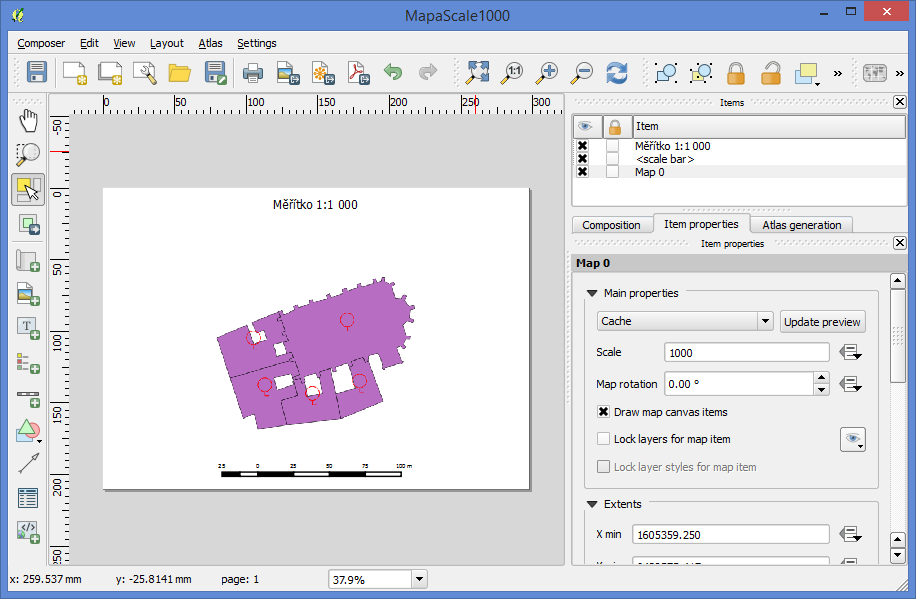 MapaScale1000
Composer Edit View Layout Atlas Settings
1:1
»
»
0 50 100 150 200 250 300
-50
0
50
100
150
200
250
Měřítko 1:1 000
25 0 25 50 75 100 m
T
Items
Item
Měřítko 1:1 000
<scale bar>
Map 0
Composition Item properties Atlas generation
Item properties
Map 0
Main properties
Cache Update preview
Scale 1000
Map rotation 0.00 °
Draw map canvas items
Lock layers for map item
Lock layer styles for map item
Extents
X min 1605359.250
x: 259.537 mm y: -25.8141 mm page: 1 37.9%